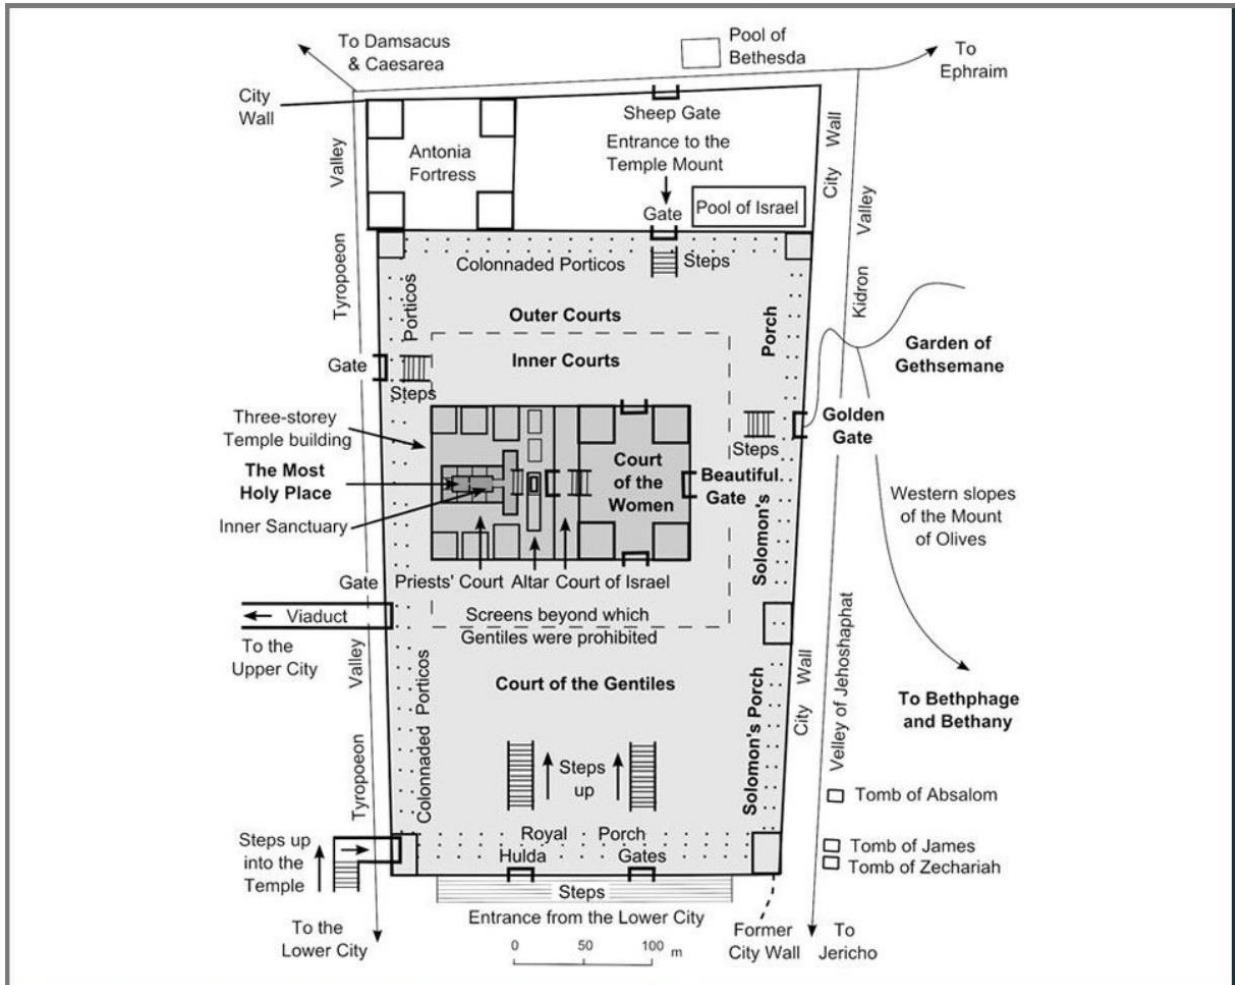 To Damsacus
& Caesarea
Pool of
Bethesda
To
Ephraim
City
Wall
Sheep Gate
Entrance to the
Temple Mount
Antonia
Fortress
Valley
City Wall
Gate
Pool of Israel
Valley
Steps
Colonnaded Porticos
Tyropoeon
Porticos
Kidron
Outer Courts
Porch
Inner Courts
Garden of
Gethsemane
Gate
Steps
Three-storey
Temple building
Golden
Gate
Steps
The Most
Holy Place
Court
of the
Women
Beautiful
Gate
Inner Sanctuary
Western slopes
of the Mount
of Olives
Solomon's
Gate
Priests' Court
Altar
Court of Israel
Viaduct
Screens beyond which
Gentiles were prohibited
To the
Upper City
Valley
Court of the Gentiles
City Wall
Velley of Jehoshaphat
To Bethphage
and Bethany
Colonnaded Porticos
Solomon's Porch
Steps
up
Tyropoeon
Tomb of Absalom
Royal Porch
Steps up
into the
Temple
Hulda Gates
Tomb of James
Tomb of Zechariah
Steps
Entrance from the Lower City
To the
Lower City
Former
City Wall
To
Jericho
0 50 100 m